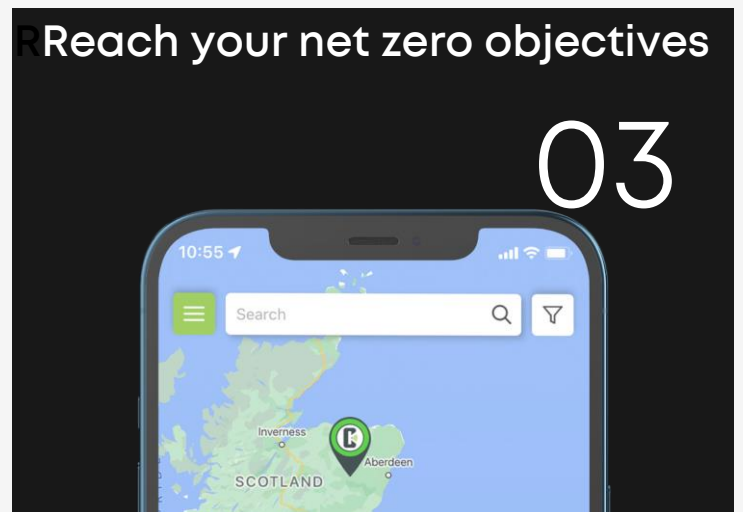 RReach your net zero objectives
03
10:55
Search
Inverness
Aberdeen
SCOTLAND